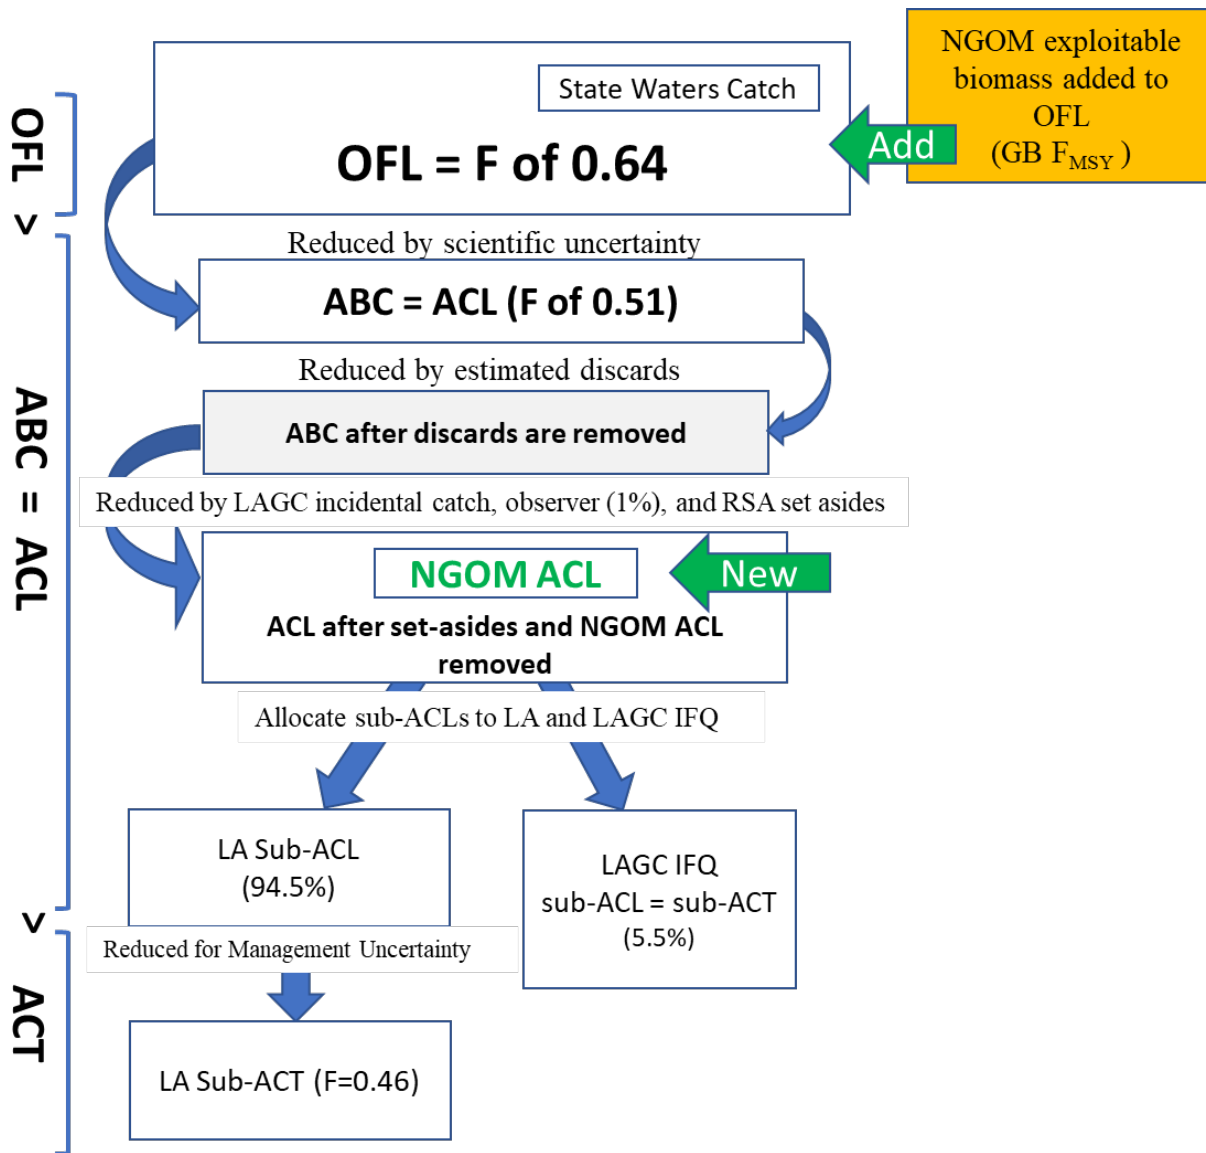 NGOM exploitable
biomass added to
OFL
(GB FMSY )
State Waters Catch
Add
OFL = F of 0.64
Reduced by scientific uncertainty
ABC = ACL (F of 0.51)
Reduced by estimated discards
ABC after discards are removed
Reduced by LAGC incidental catch, observer (1%), and RSA set asides
NGOM ACL
New
ACL after set-asides and NGOM ACL
removed
Allocate sub-ACLs to LA and LAGC IFQ
LA Sub-ACL
(94.5%)
LAGC IFQ
sub-ACL = sub-ACT
(5.5%)
Reduced for Management Uncertainty
LA Sub-ACT (F=0.46)
OFL > ABC = ACL > ACT